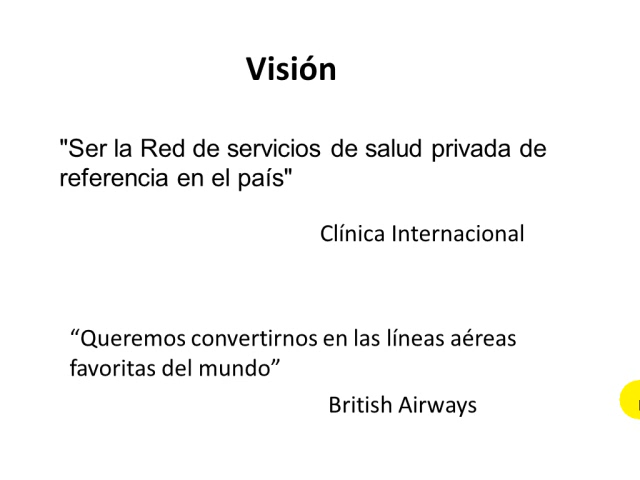 Visión
"Ser la Red de servicios de salud privada de
referencia en el país"
Clínica Internacional
“Queremos convertirnos en las líneas aéreas
favoritas del mundo”
British Airways